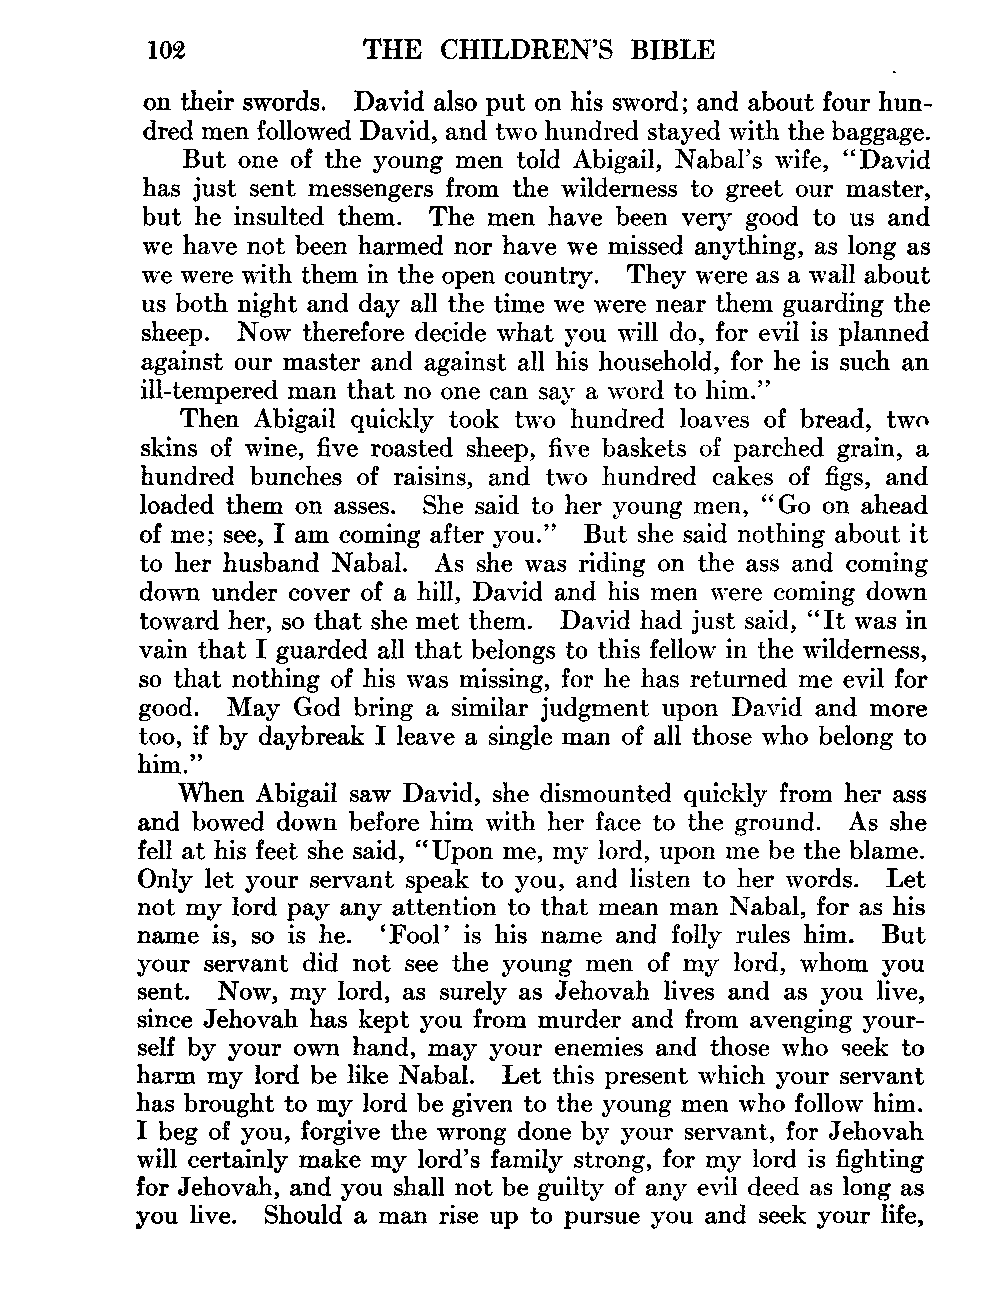 102 THE CHILDREN'S BIBLE
on their swords. David also put on his sword; and about four hun-
dred men followed David, and two hundred stayed with the baggage.
But one of the young men told Abigail, Nabal's wife, "David
has just sent messengers from the wilderness to greet our master,
but he insulted them. The men have been very good to us and
we have not been harmed nor have we missed anything, as long as
we were with them in the open country. They were as a wall about
us both night and day all the time we were near them guarding the
sheep. Now therefore decide what you will do, for evil is planned
against our master and against all his household, for he is such an
ill-tempered man that no one can say a word to him."
Then Abigail quickly took two hundred loaves of bread, two
skins of wine, five roasted sheep, five baskets of parched grain, a
hundred bunches of raisins, and two hundred cakes of figs, and
loaded them on asses. She said to her young men, "Go on ahead
of me; see, I am coming after you." But she said nothing about it
to her husband Nabal. As she was riding on the ass and coming
down under cover of a hill, David and his men were coming down
toward her, so that she met them. David had just said, "It was in
vain that I guarded all that belongs to this fellow in the wilderness,
so that nothing of his was missing, for he has returned me evil for
good. May God bring a similar judgment upon David and more
too, if by daybreak I leave a single man of all those who belong to
him."
When Abigail saw David, she dismounted quickly from her ass
and bowed down before him with her face to the ground. As she
fell at his feet she said, "Upon me, my lord, upon me be the blame.
Only let your servant speak to you, and listen to her words. Let
not my lord pay any attention to that mean man Nabal, for as his
name is, so is he. 'Fool' is his name and folly rules him. But
your servant did not see the young men of my lord, whom you
sent. Now, my lord, as surely as Jehovah lives and as you live,
since Jehovah has kept you from murder and from avenging your-
self by your own hand, may your enemies and those who seek to
harm my lord be like Nabal. Let this present which your servant
has brought to my lord be given to the young men who follow him.
I beg of you, forgive the wrong done by your servant, for Jehovah
will certainly make my lord's family strong, for my lord is fighting
for Jehovah, and you shall not be guilty of any evil deed as long as
you live. Should a man rise up to pursue you and seek your life,